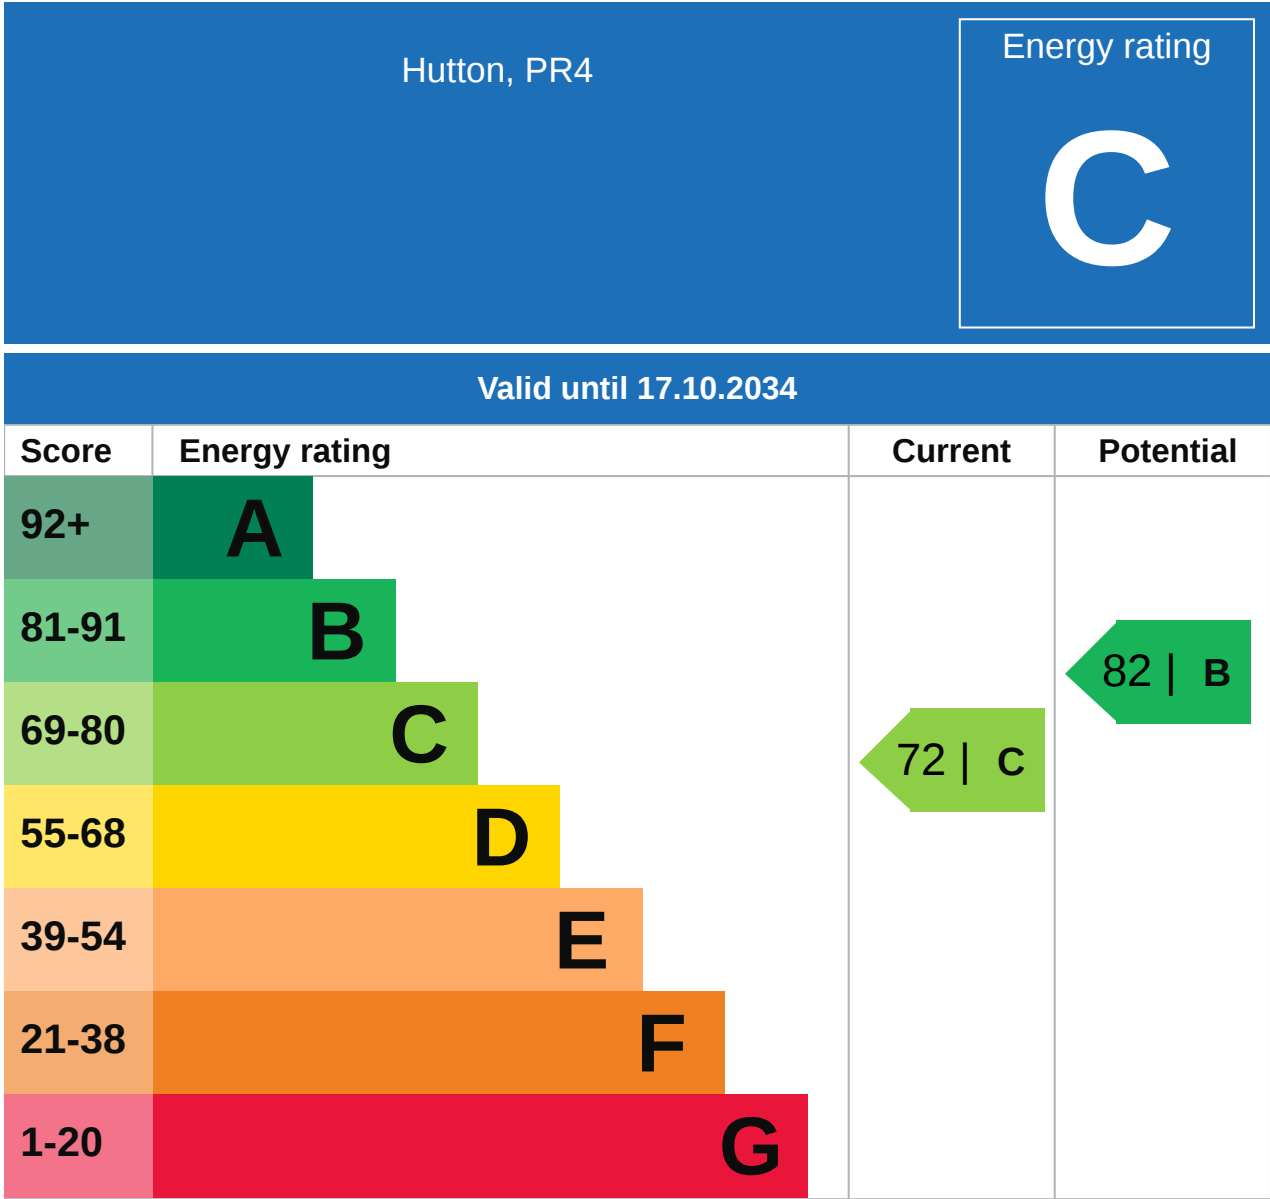 Hutton, PR4
Energy rating
C
Valid until 17.10.2034
Score Energy rating Current Potential
92+ A
81-91 B
82 | B
69-80 C
72 | C
55-68 D
39-54 E
21-38 F
1-20 G